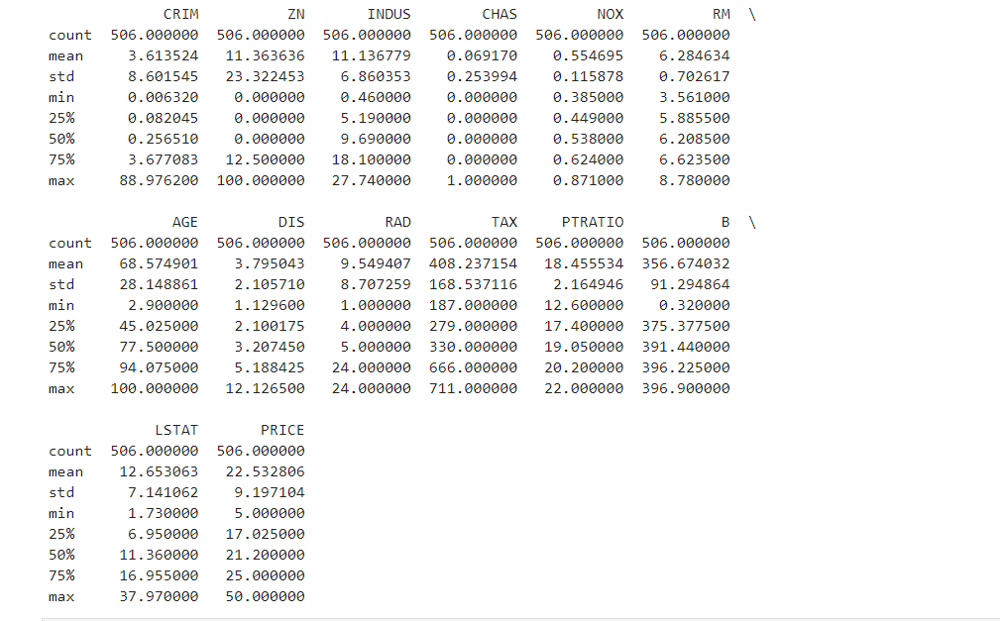 CRIM ZN INDUS CHAS NOX RM \
count 506.000000 506.000000 506.000000 506.000000 506.000000 506.000000
mean 3.613524 11.363636 11.136779 0.069170 0.554695 6.284634
std 8.601545 23.322453 6.860353 0.253994 0.115878 0.702617
min 0.006320 0.000000 0.460000 0.000000 0.385000 3.561000
25% 0.082045 0.000000 5.190000 0.000000 0.449000 5.885500
50% 0.256510 0.000000 9.690000 0.000000 0.538000 6.208500
75% 3.677083 12.500000 18.100000 0.000000 0.624000 6.623500
max 88.976200 100.000000 27.740000 1.000000 0.871000 8.780000
AGE DIS RAD TAX PTRATIO B \
count 506.000000 506.000000 506.000000 506.000000 506.000000 506.000000
mean 68.574901 3.795043 9.549407 408.237154 18.455534 356.674032
std 28.148861 2.105710 8.707259 168.537116 2.164946 91.294864
min 2.900000 1.129600 1.000000 187.000000 12.600000 0.320000
25% 45.025000 2.100175 4.000000 279.000000 17.400000 375.377500
50% 77.500000 3.207450 5.000000 330.000000 19.050000 391.440000
75% 94.075000 5.188425 24.000000 666.000000 20.200000 396.225000
max 100.000000 12.126500 24.000000 711.000000 22.000000 396.900000
LSTAT PRICE
count 506.000000 506.000000
mean 12.653063 22.532806
std 7.141062 9.197104
min 1.730000 5.000000
25% 6.950000 17.025000
50% 11.360000 21.200000
75% 16.955000 25.000000
max 37.970000 50.000000